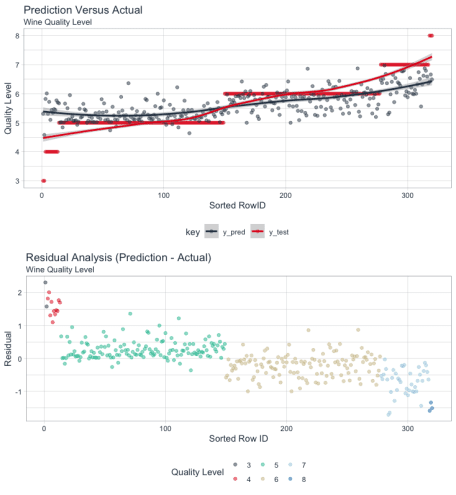 Prediction Versus Actual
Wine Quality Level
8
7
6
5
4
3
Quality Level
0 100 200 300
Sorted RowID
key y_pred y_test
Residual Analysis (Prediction - Actual)
Wine Quality Level
2
1
0
-1
Residual
0 100 200 300
Sorted Row ID
Quality Level
3 5 7
4 6 8